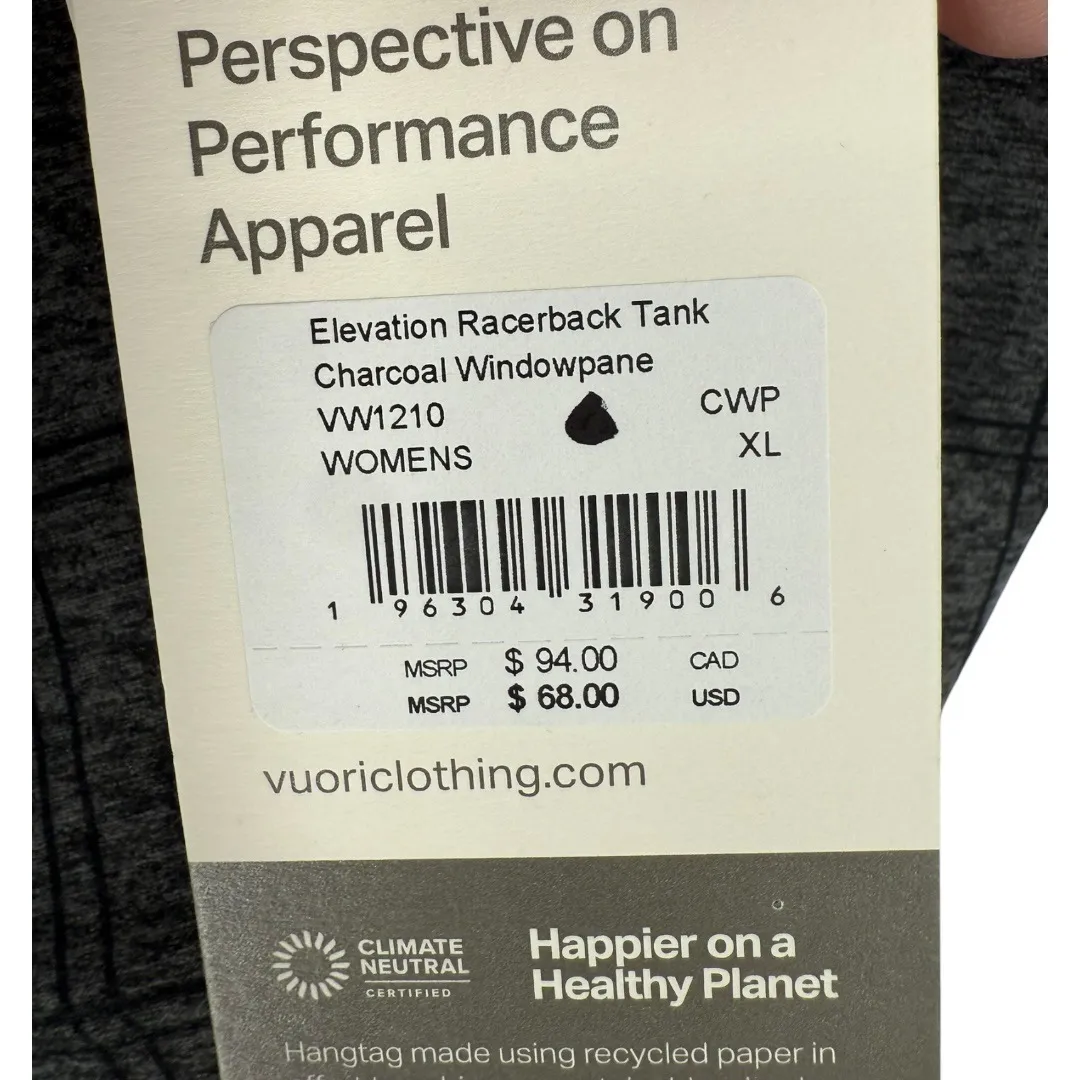 Perspective on
Performance
Apparel
Elevation Racerback Tank
Charcoal Windowpane
VW1210 CWP
WOMENS XL
1 96304 31900 6
MSRP $ 94.00 CAD
MSRP $ 68.00 USD
vuoriclothing.com
CLIMATE
NEUTRAL
CERTIFIED
Happier on a
Healthy Planet
Hangtag made using recycled paper in